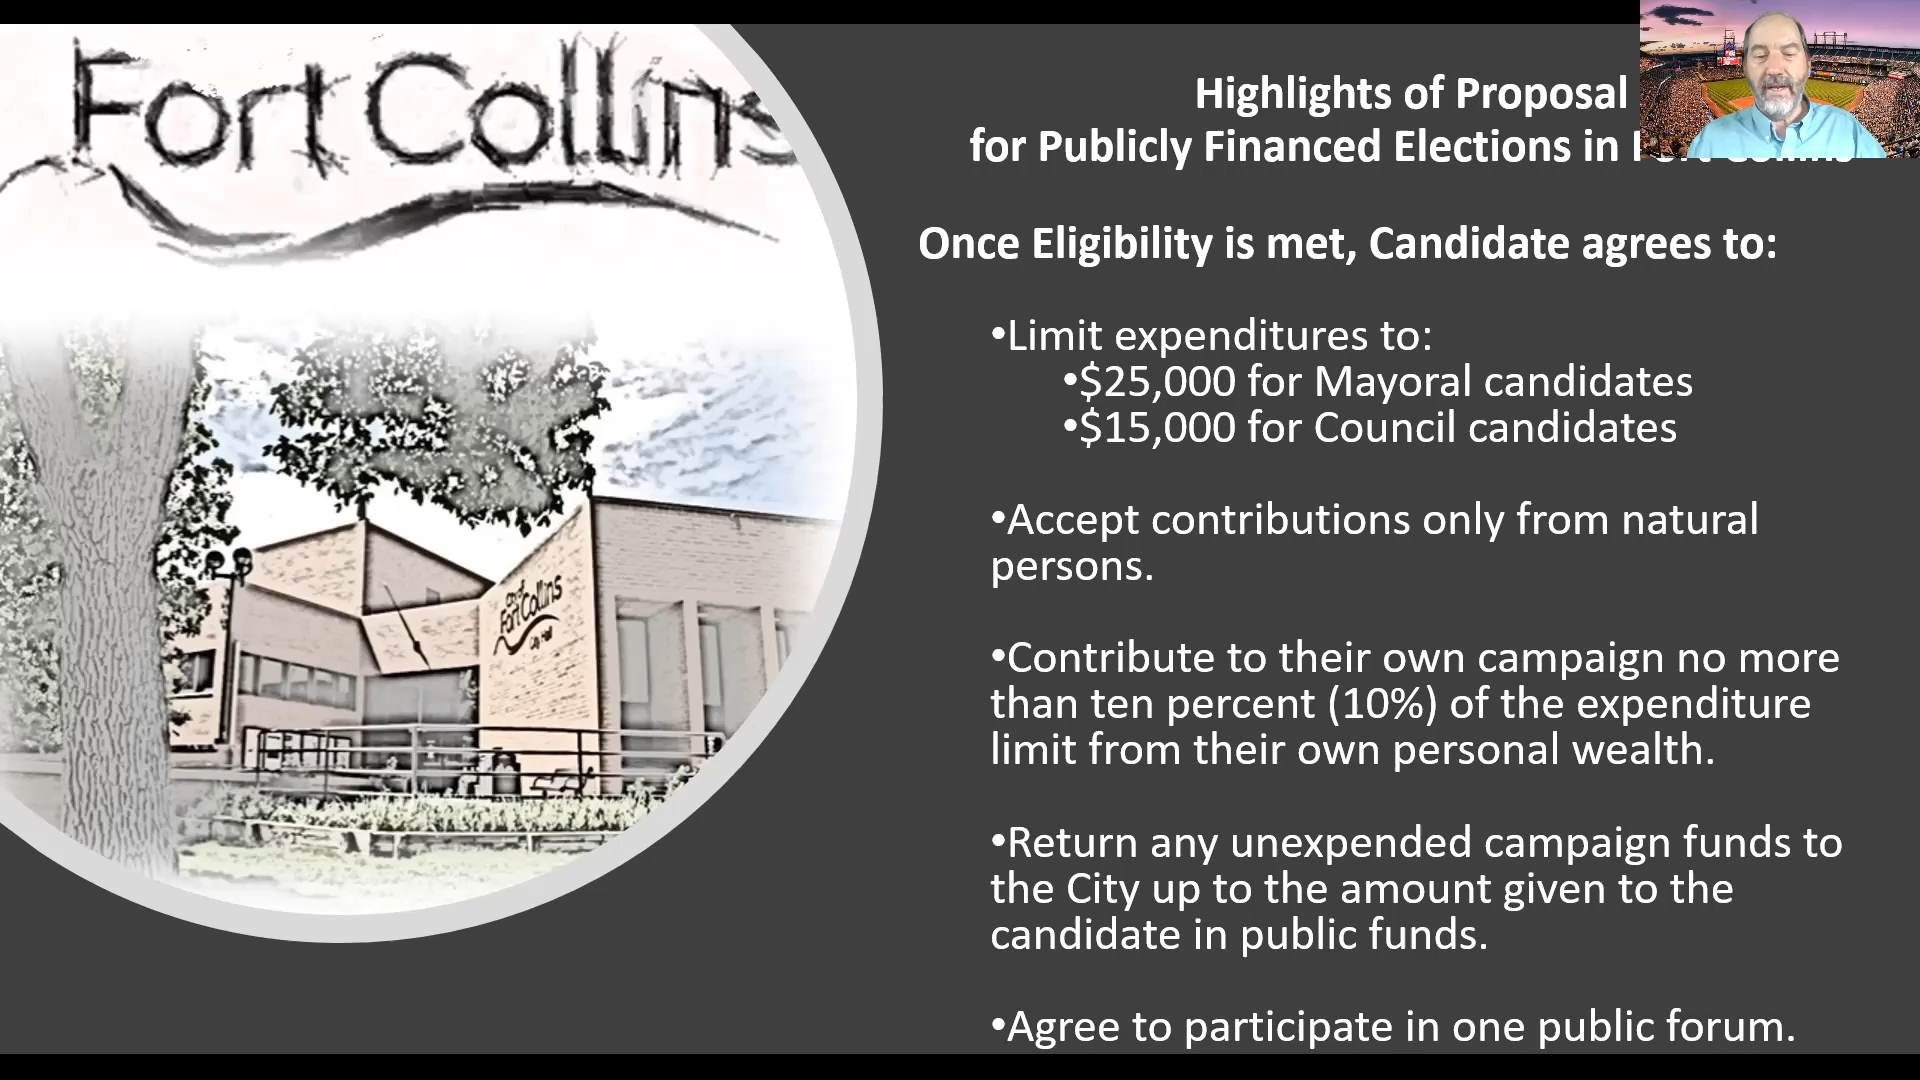 Fort Collins
Highlights of Proposal
for Publicly Financed Elections in
Once Eligibility is met, Candidate agrees to:
•Limit expenditures to:
•$25,000 for Mayoral candidates
•$15,000 for Council candidates
•Accept contributions only from natural
persons.
•Contribute to their own campaign no more
than ten percent (10%) of the expenditure
limit from their own personal wealth.
•Return any unexpended campaign funds to
the City up to the amount given to the
candidate in public funds.
•Agree to participate in one public forum.
City of
Fort Collins
City Hall